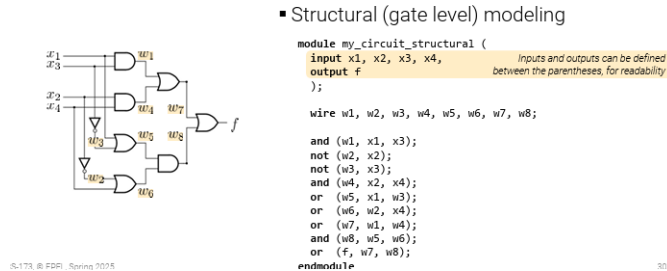 ▪ Structural (gate level) modeling
x1
x3
x2
x4
w1
w4
w3
w5
w2
w6
w7
w8
f
module my_circuit_structural (
input x1, x2, x3, x4,
output f
);
Inputs and outputs can be defined
between the parentheses, for readability
wire w1, w2, w3, w4, w5, w6, w7, w8;
and (w1, x1, x3);
not (w2, x2);
not (w3, x3);
and (w4, x2, x4);
or (w5, x1, w3);
or (w6, w2, x4);
or (w7, w1, w4);
and (w8, w5, w6);
or (f, w7, w8);
endmodule
S-173, © EPFL, Spring 2025
30